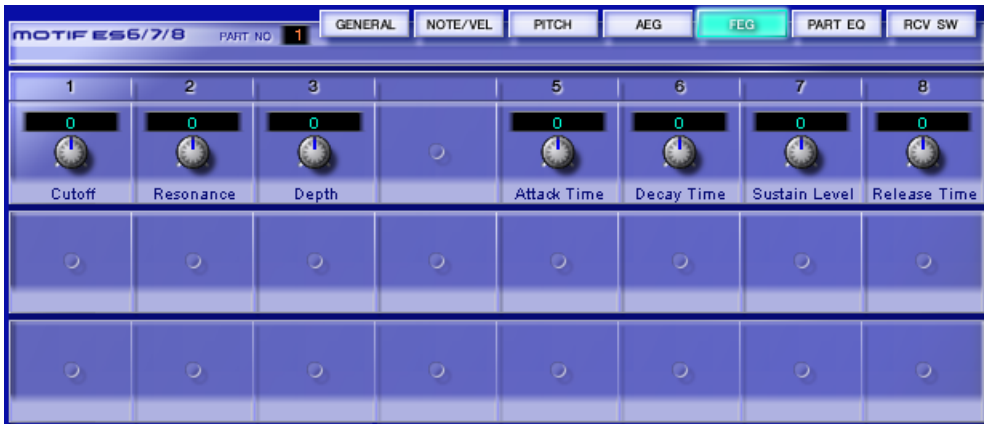 GENERAL NOTE/VEL PITCH AEG FEG PART EQ RCV SW
MOTIF ES6/7/8 PART NO 1
1 2 3 5 6 7 8
0 0 0 0 0 0 0
Cutoff Resonance Depth Attack Time Decay Time Sustain Level Release Time